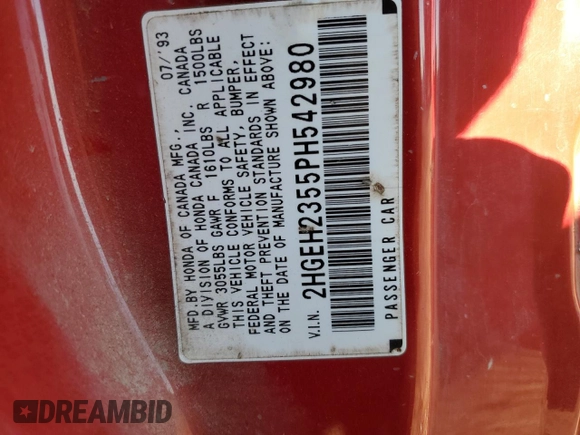 MFD.BY HONDA OF CANADA MFG., 07/'93
A DIVISION OF HONDA CANADA INC. CANADA
GVWR 3055LBS GAWR F 1610LBS R 1500LBS
THIS VEHICLE CONFORMS TO ALL APPLICABLE
FEDERAL MOTOR VEHICLE SAFETY, BUMPER,
AND THEFT PREVENTION STANDARDS IN EFFECT
ON THE DATE OF MANUFACTURE SHOWN ABOVE:
V.I.N. 2HGEH2355PH542980
PASSENGER CAR
DREAMBID